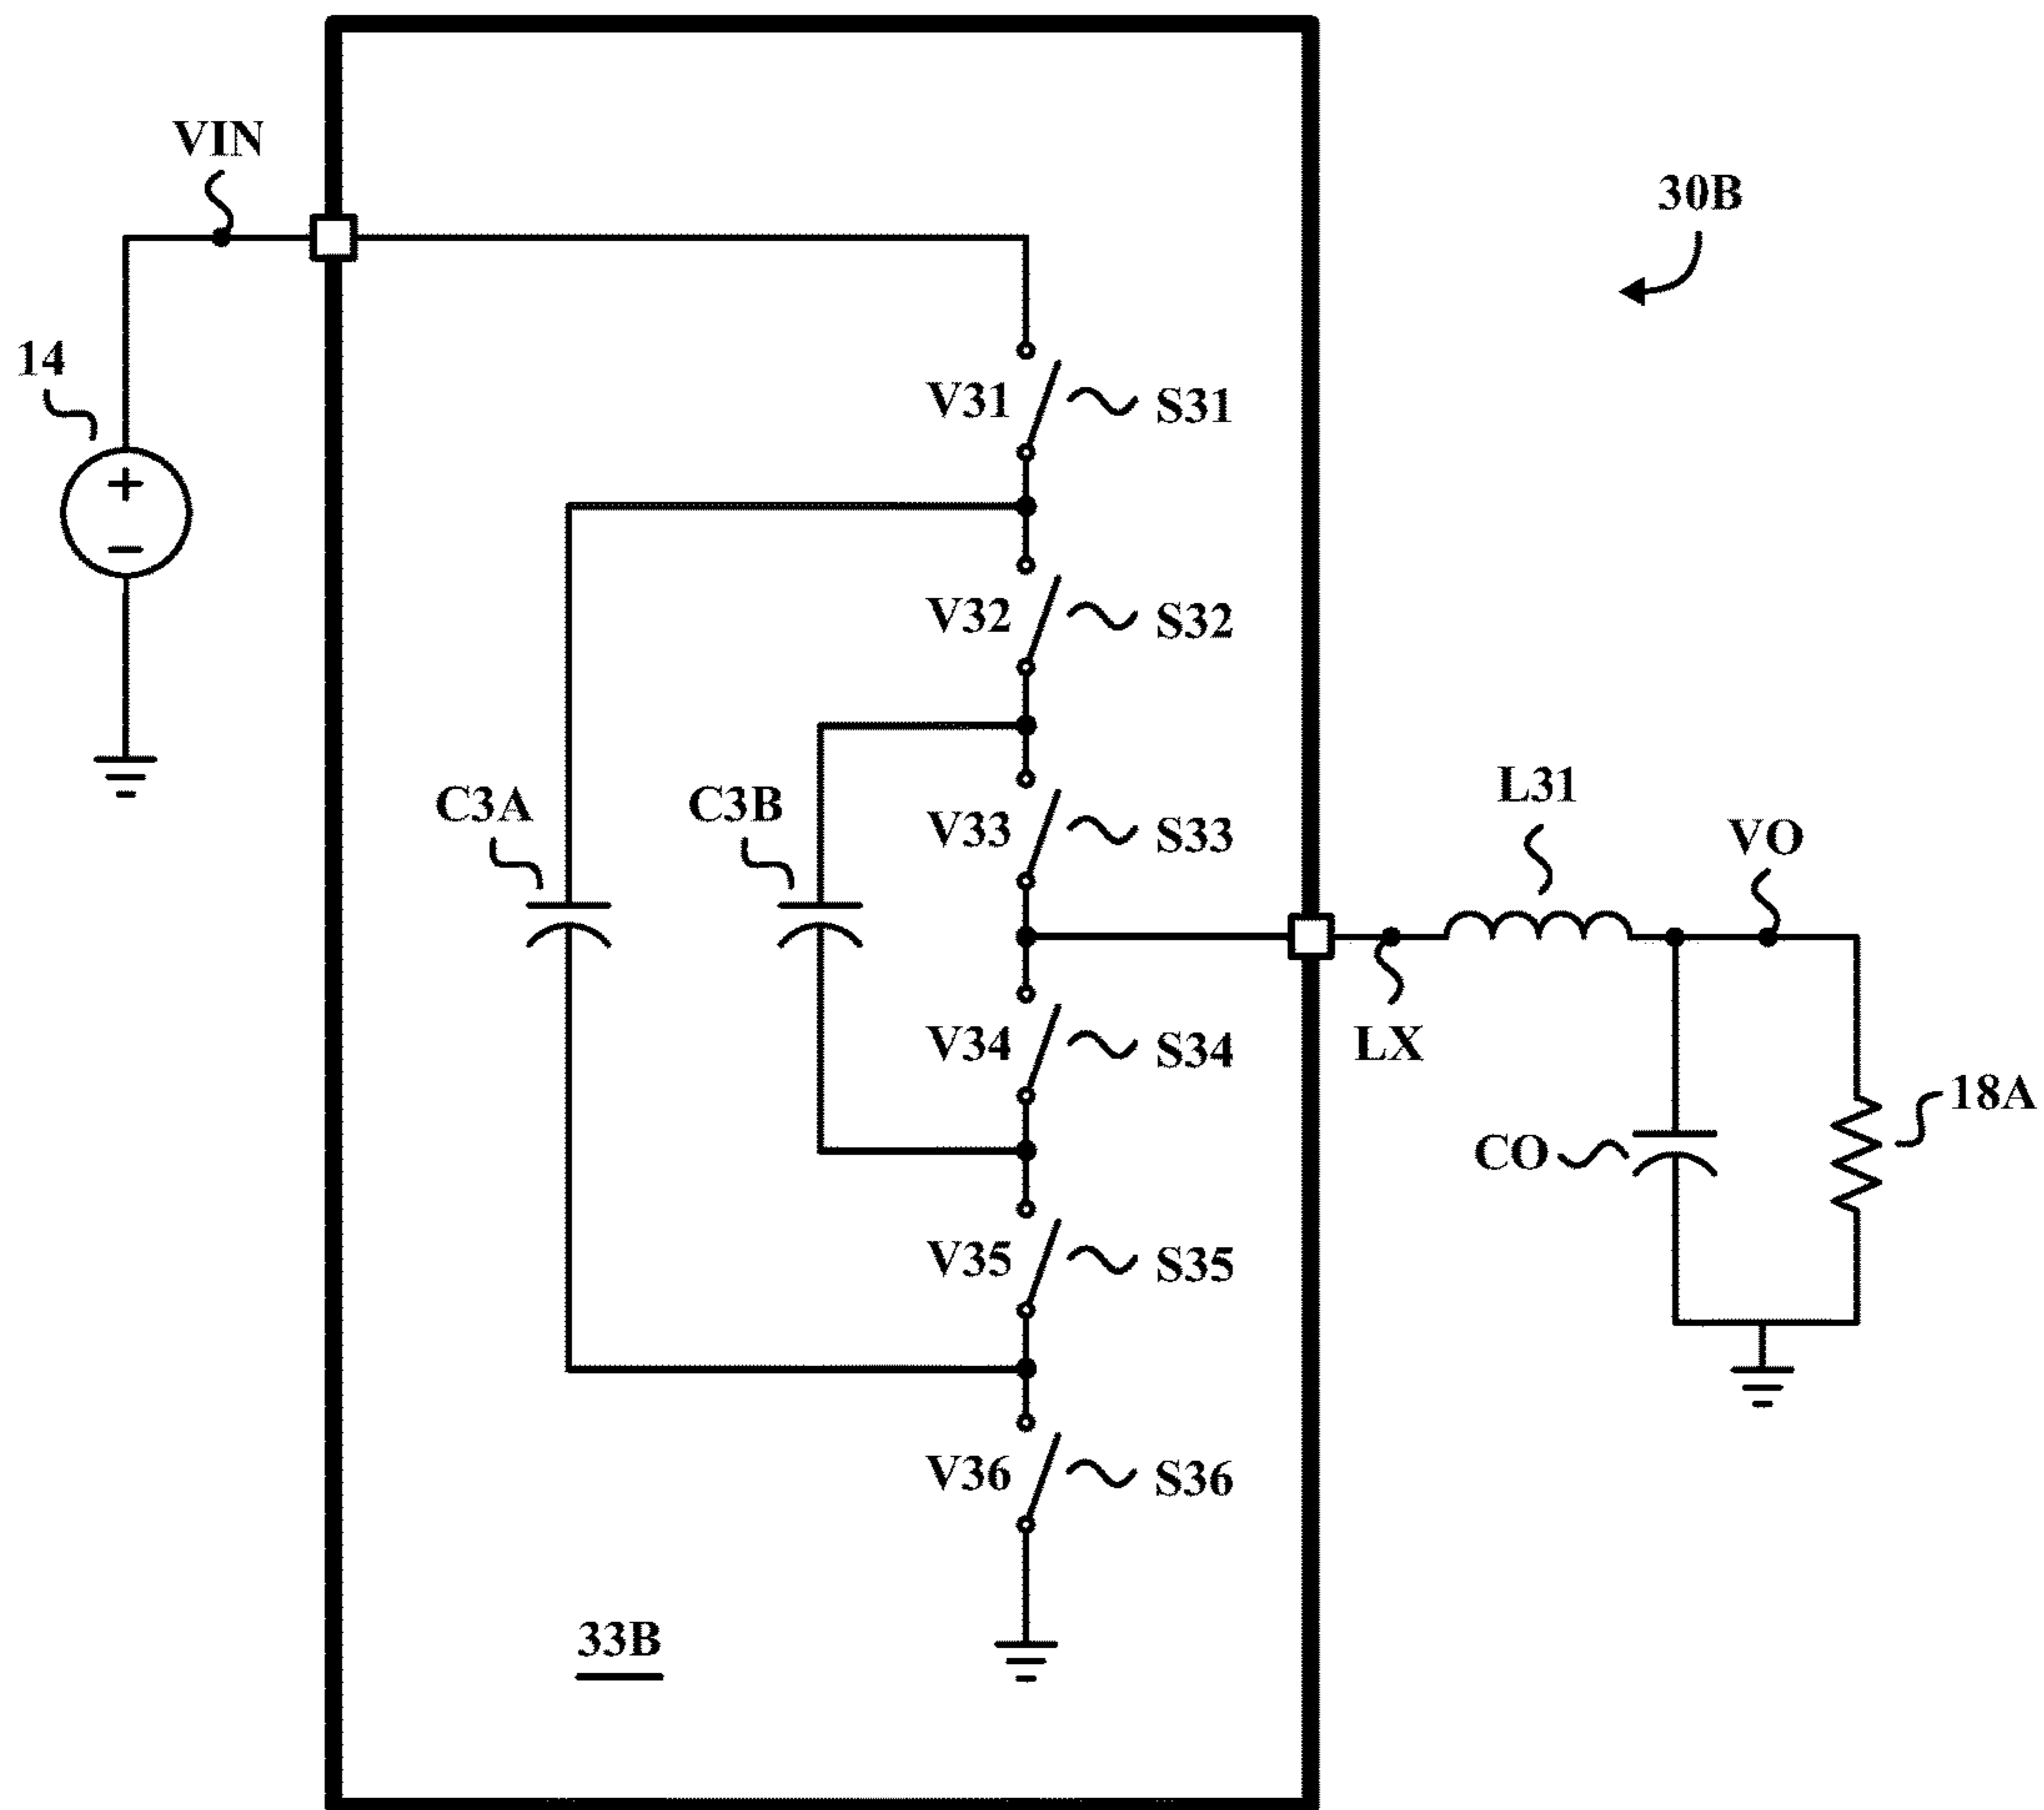 VIN
30B
14
+
−
V31 S31
V32 S32
C3A C3B V33 S33
L31
VO
V34 S34
LX
18A
CO
V35 S35
V36 S36
33B